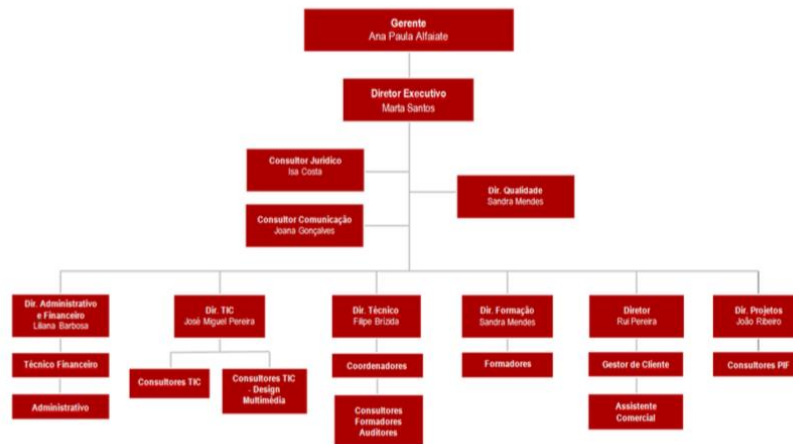 Gerente
Ana Paula Alfaiate
Diretor Executivo
Marta Santos
Consultor Jurídico
Isa Costa
Dir. Qualidade
Sandra Mendes
Consultor Comunicação
Joana Gonçalves
Dir. Administrativo
e Financeiro
Liliana Barbosa
Dir. TIC
José Miguel Pereira
Dir. Técnico
Filipe Brízida
Dir. Formação
Sandra Mendes
Diretor
Rui Pereira
Dir. Projetos
João Ribeiro
Técnico Financeiro
Consultores TIC
Consultores TIC
- Design
Multimédia
Coordenadores
Formadores
Gestor de Cliente
Consultores PIF
Administrativo
Consultores
Formadores
Auditores
Assistente
Comercial